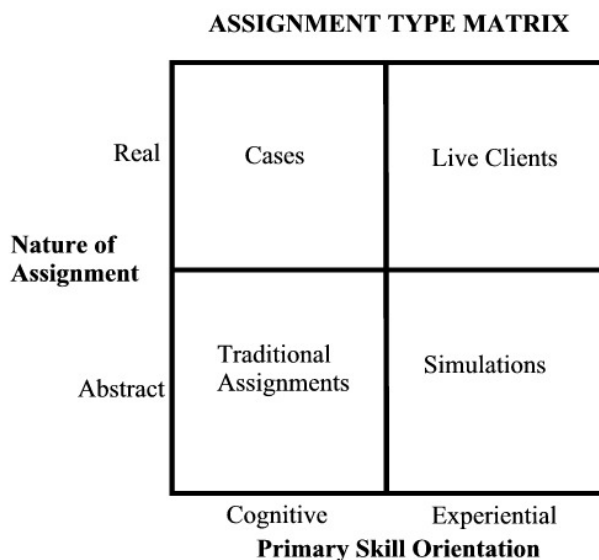 ASSIGNMENT TYPE MATRIX
Real
Cases
Live Clients
Nature of
Assignment
Abstract
Traditional
Assignments
Simulations
Cognitive
Experiential
Primary Skill Orientation